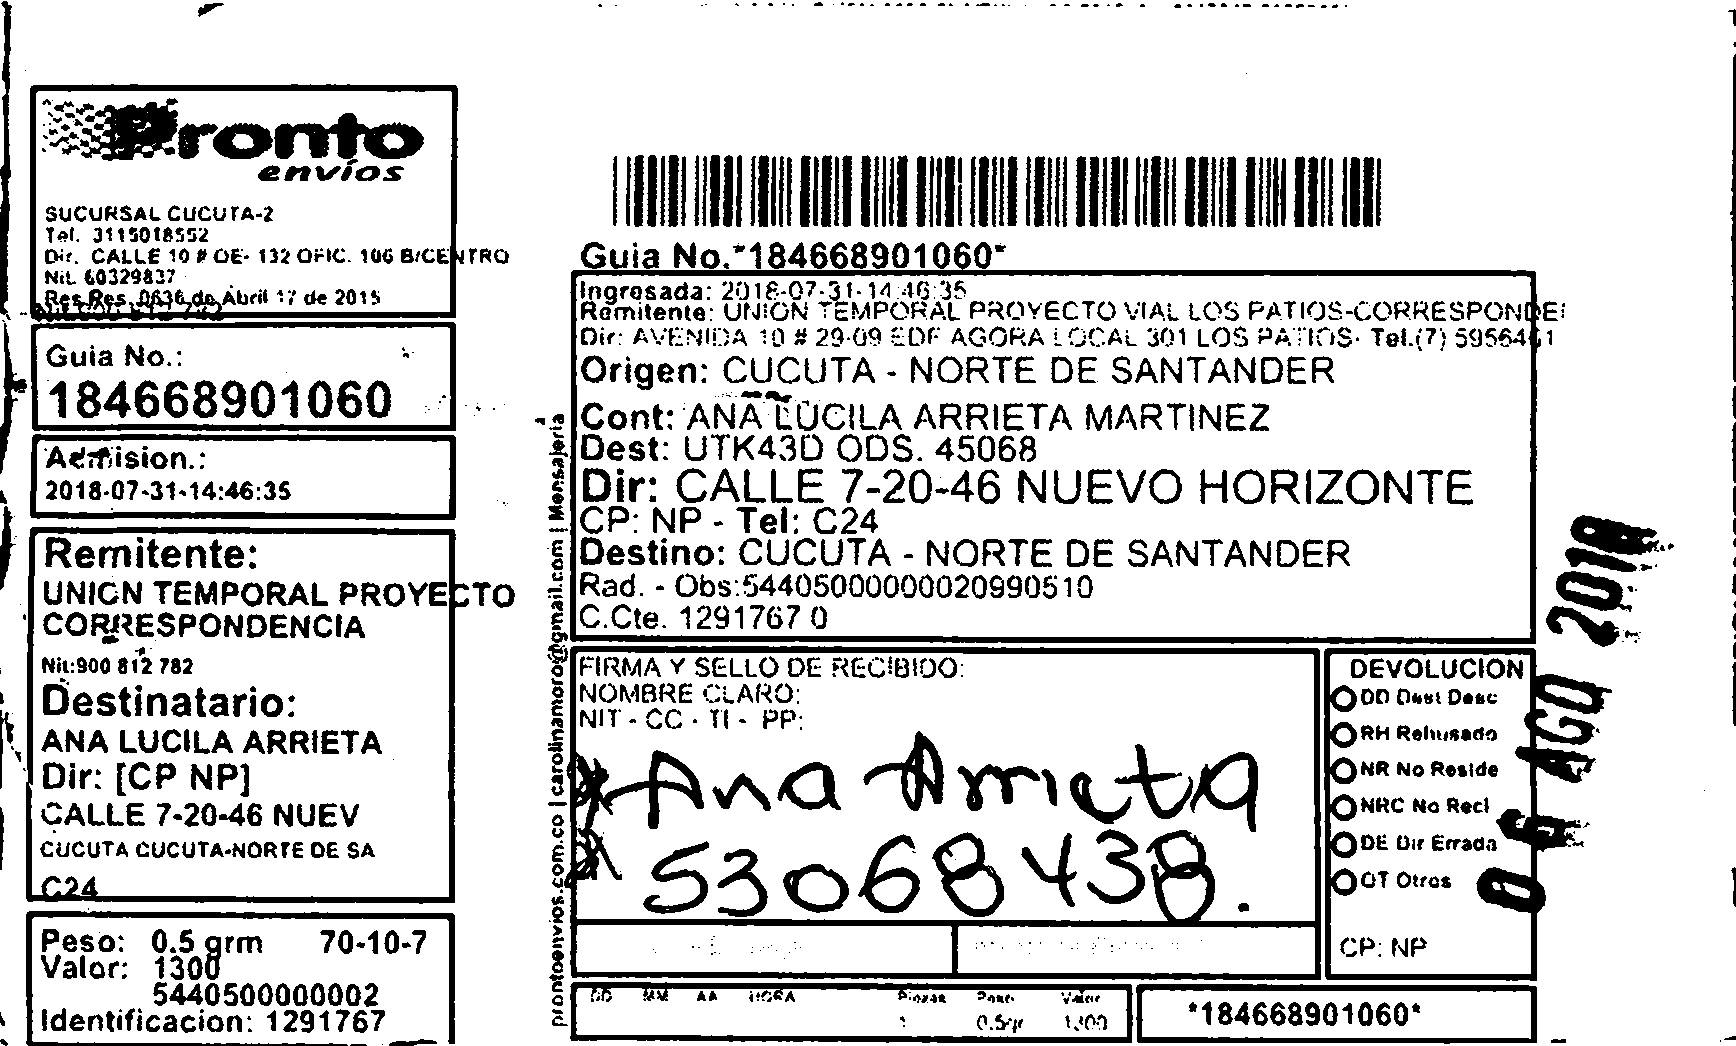 Pronto
envíos
SUCURSAL CUCUTA-2
Tel. 3115018552
Dir. CALLE 10 # OE- 132 OFIC. 106 B/CENTRO
Nit. 60329837
Res Res. 0636 de Abril 17 de 2015
Guia No.:
184668901060
Admision.:
2018-07-31-14:46:35
Remitente:
UNION TEMPORAL PROYECTO
CORRESPONDENCIA
Nit:900 812 782
Destinatario:
ANA LUCILA ARRIETA
Dir: [CP NP]
CALLE 7-20-46 NUEV
CUCUTA CUCUTA-NORTE DE SA
C24
Peso: 0.5 grm 70-10-7
Valor: 1300
5440500000002
Identificacion: 1291767
prontoenvios.com.co | carolinamoro@gmail.com | Mensajeria
Guia No.*184668901060*
Ingresada: 2018-07-31-14:46:35
Remitente: UNION TEMPORAL PROYECTO VIAL LOS PATIOS-CORRESPONDE
Dir: AVENIDA 10 # 29-09 EDF AGORA LOCAL 301 LOS PATIOS- Tel.(7) 5956461
Origen: CUCUTA - NORTE DE SANTANDER
Cont: ANA LUCILA ARRIETA MARTINEZ
Dest: UTK43D ODS. 45068
Dir: CALLE 7-20-46 NUEVO HORIZONTE
CP: NP - Tel: C24
Destino: CUCUTA - NORTE DE SANTANDER
Rad. - Obs:54405000000020990510
C.Cte. 1291767 0
FIRMA Y SELLO DE RECIBIDO:
NOMBRE CLARO:
NIT - CC - TI - PP:
Ana Arrieta
53068438.
DEVOLUCION
DD Dest Desc
RH Rehusado
NR No Reside
NRC No Recl
DE Dir Errada
OT Otros
CP: NP
06 AGO 2018
DD MM AA HORA Piezas Peso Valor
1 0.5/gr 1300
*184668901060*